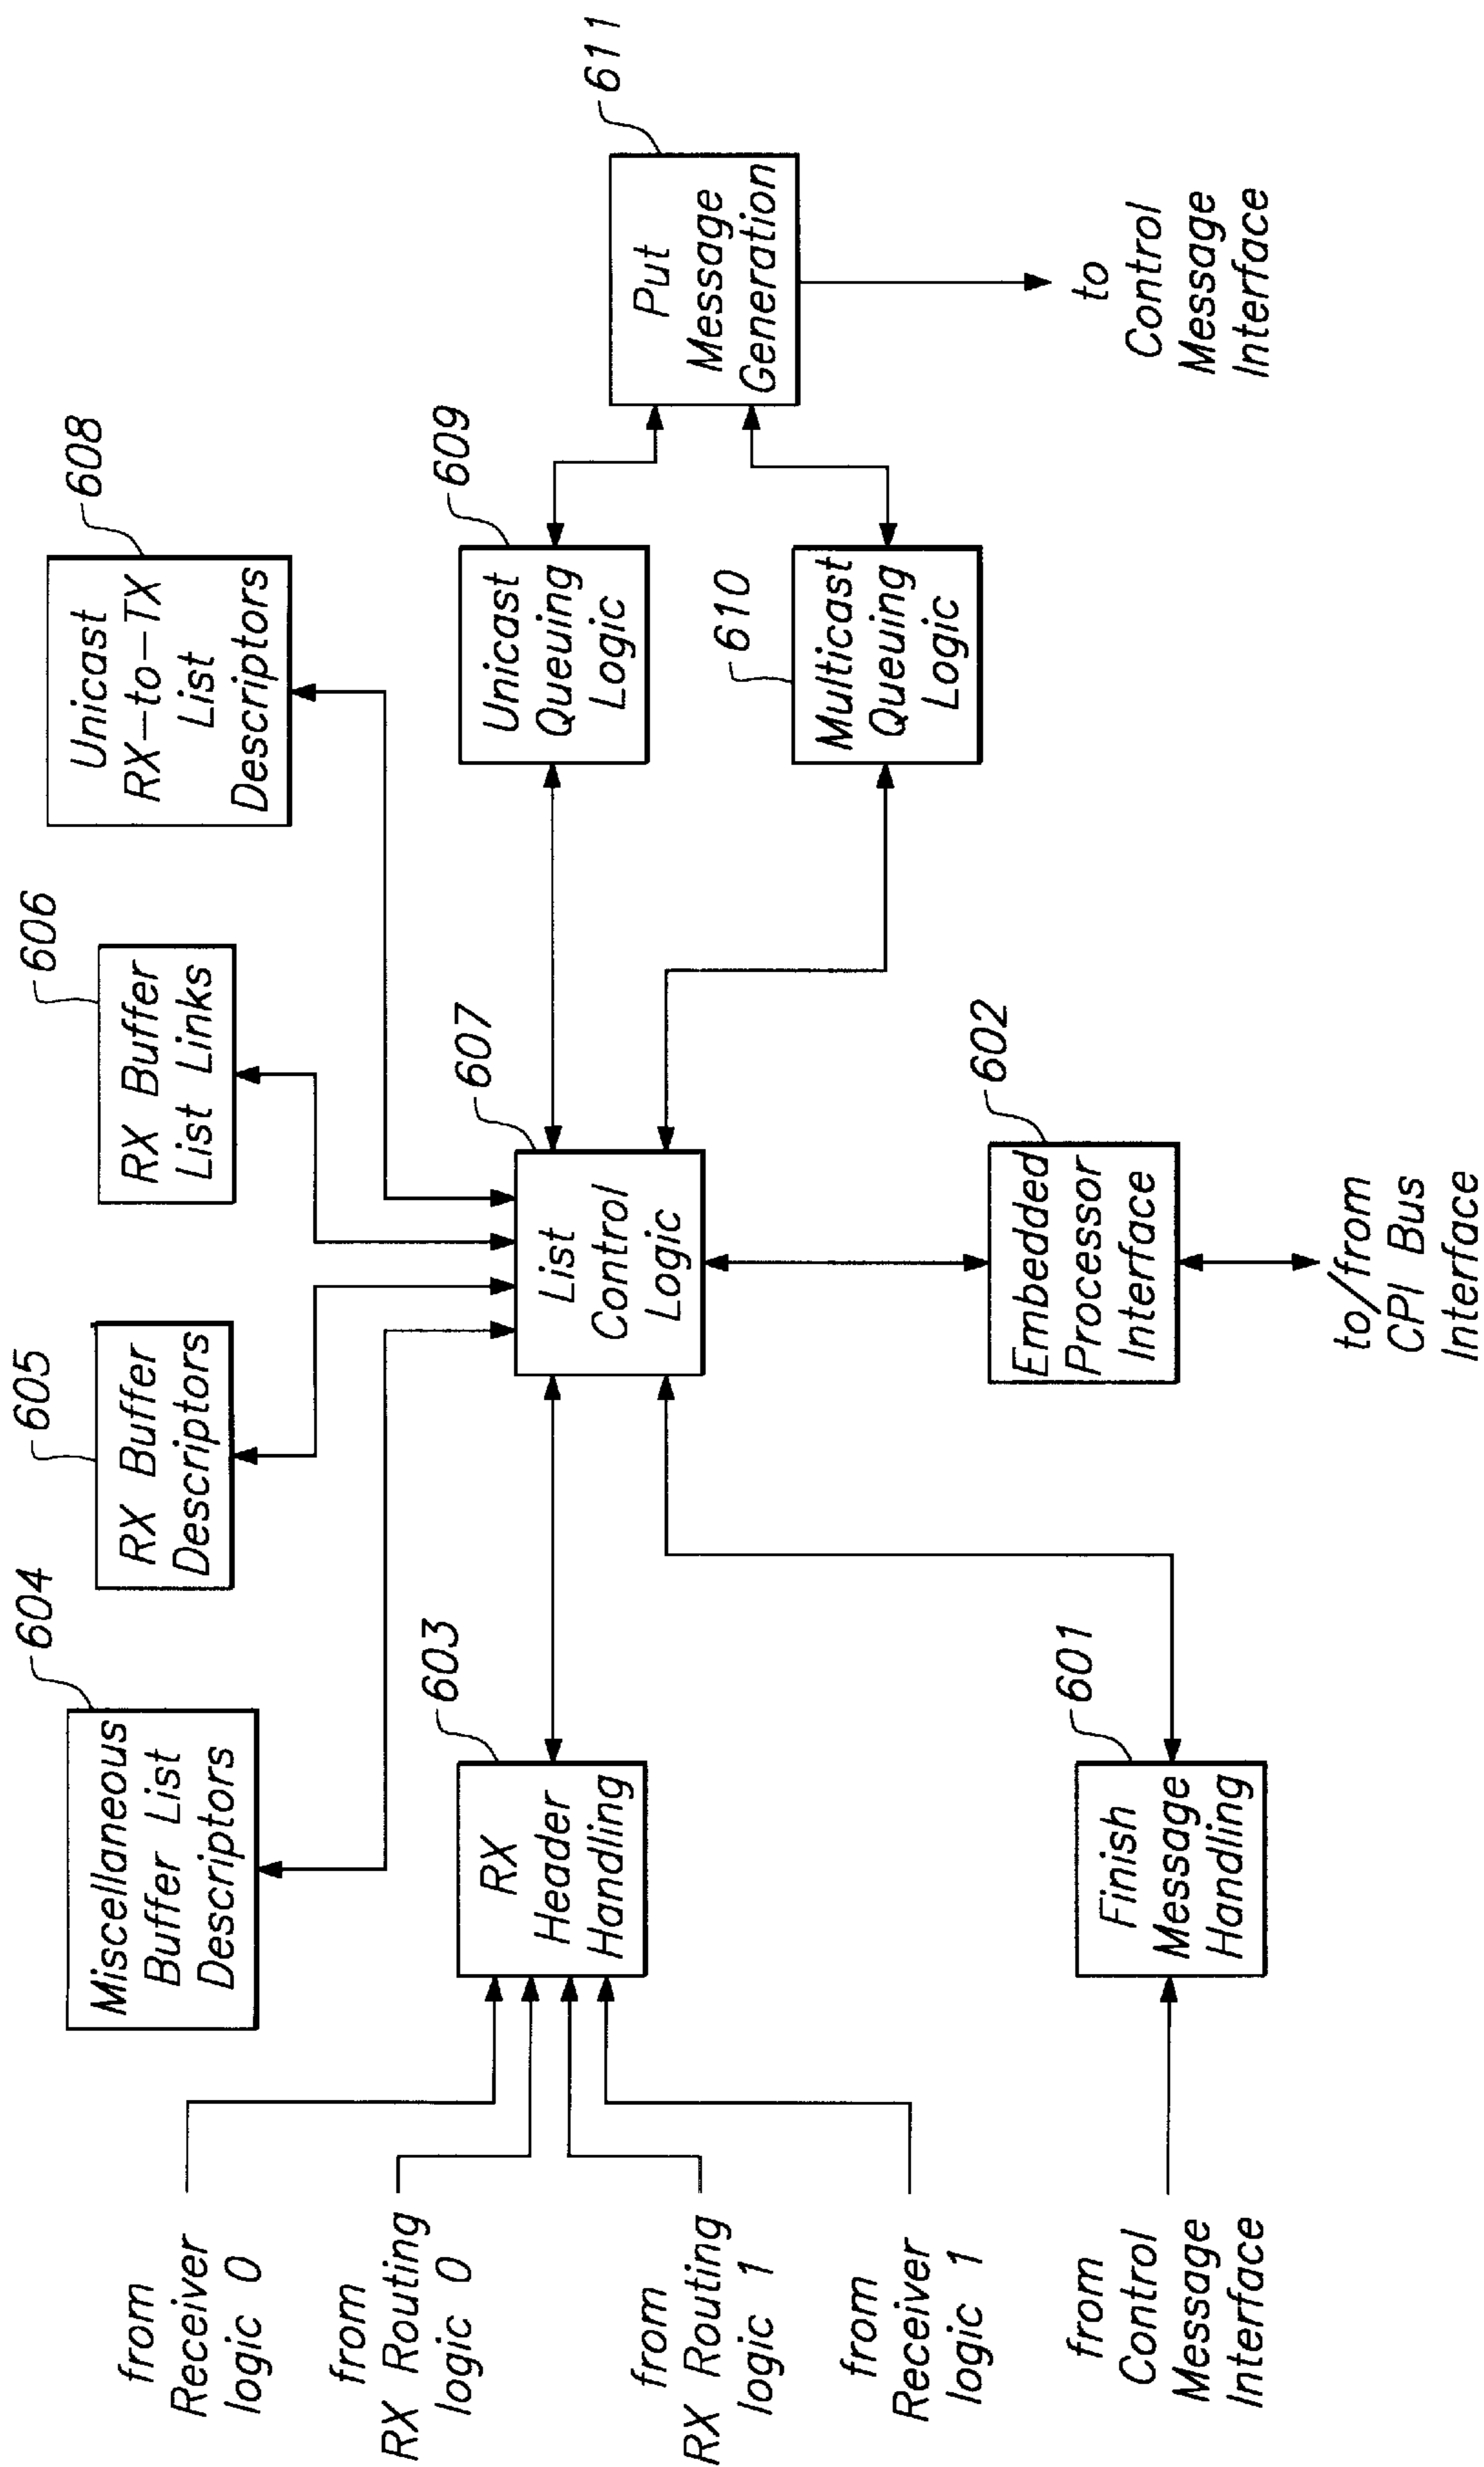 604
Miscellaneous
Buffer List
Descriptors
605
RX Buffer
Descriptors
606
RX Buffer
List Links
608
Unicast
RX-to-TX
List
Descriptors
from
Receiver
logic 0
from
RX Routing
logic 0
from
RX Routing
logic 1
from
Receiver
logic 1
603
RX
Header
Handling
607
List
Control
Logic
609
Unicast
Queuing
Logic
610
Multicast
Queuing
Logic
611
Put
Message
Generation
to
Control
Message
Interface
from
Control
Message
Interface
601
Finish
Message
Handling
602
Embedded
Processor
Interface
to/from
CPI Bus
Interface